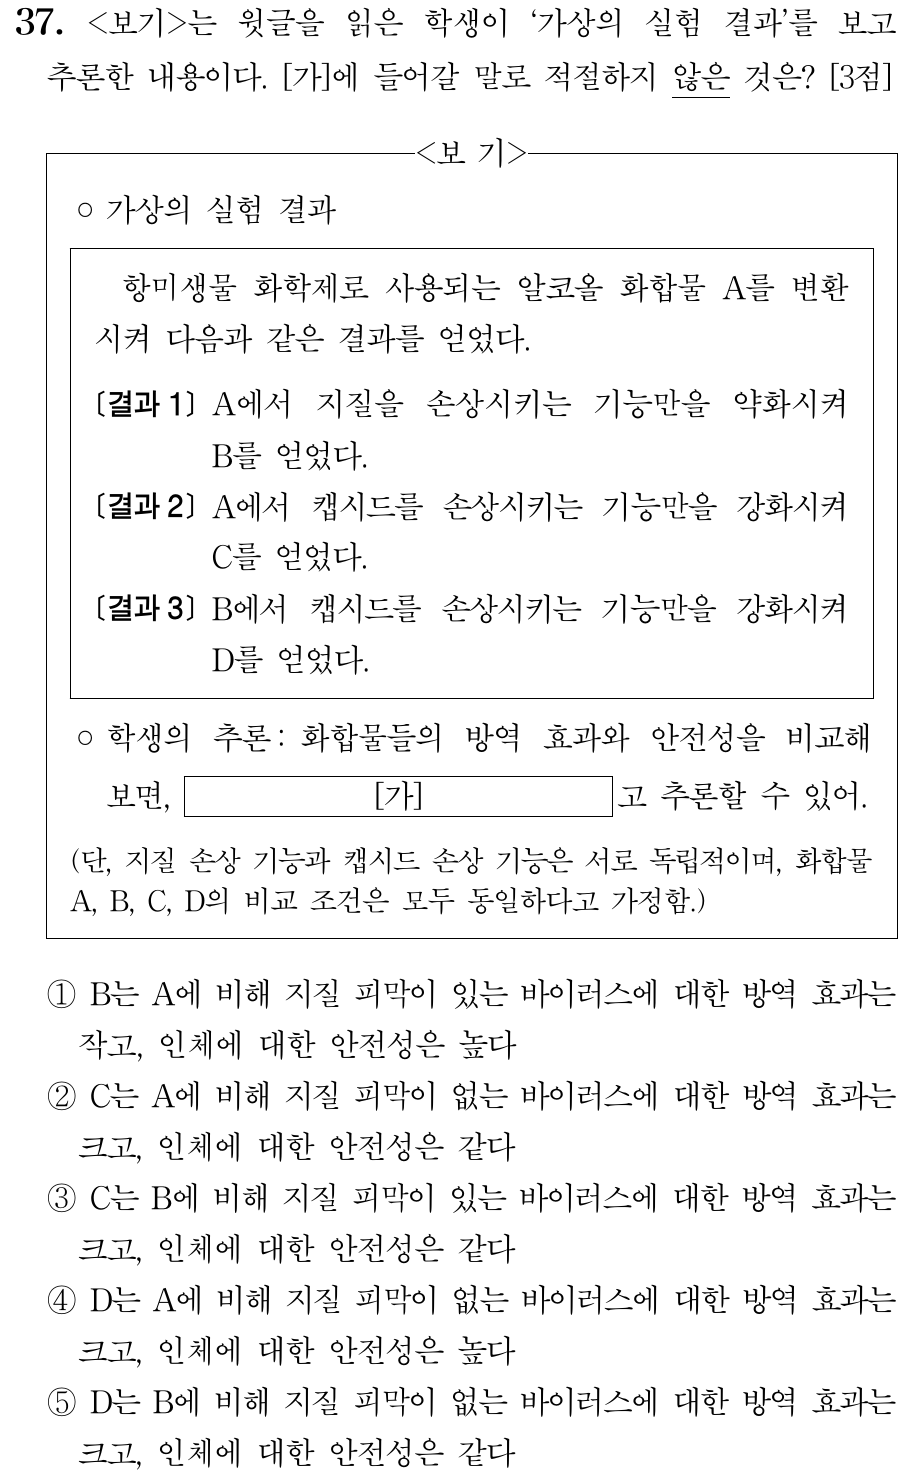 37. <보기>는 윗글을 읽은 학생이 ‘가상의 실험 결과’를 보고
추론한 내용이다. [가]에 들어갈 말로 적절하지 않은 것은? [3점]
<보 기>
○ 가상의 실험 결과
항미생물 화학제로 사용되는 알코올 화합물 A를 변환
시켜 다음과 같은 결과를 얻었다.
〔결과 1〕 A에서 지질을 손상시키는 기능만을 약화시켜
B를 얻었다.
〔결과 2〕 A에서 캡시드를 손상시키는 기능만을 강화시켜
C를 얻었다.
〔결과 3〕 B에서 캡시드를 손상시키는 기능만을 강화시켜
D를 얻었다.
○ 학생의 추론: 화합물들의 방역 효과와 안전성을 비교해
보면, [가] 고 추론할 수 있어.
(단, 지질 손상 기능과 캡시드 손상 기능은 서로 독립적이며, 화합물
A, B, C, D의 비교 조건은 모두 동일하다고 가정함.)
① B는 A에 비해 지질 피막이 있는 바이러스에 대한 방역 효과는
작고, 인체에 대한 안전성은 높다
② C는 A에 비해 지질 피막이 없는 바이러스에 대한 방역 효과는
크고, 인체에 대한 안전성은 같다
③ C는 B에 비해 지질 피막이 있는 바이러스에 대한 방역 효과는
크고, 인체에 대한 안전성은 같다
④ D는 A에 비해 지질 피막이 없는 바이러스에 대한 방역 효과는
크고, 인체에 대한 안전성은 높다
⑤ D는 B에 비해 지질 피막이 없는 바이러스에 대한 방역 효과는
크고, 인체에 대한 안전성은 같다